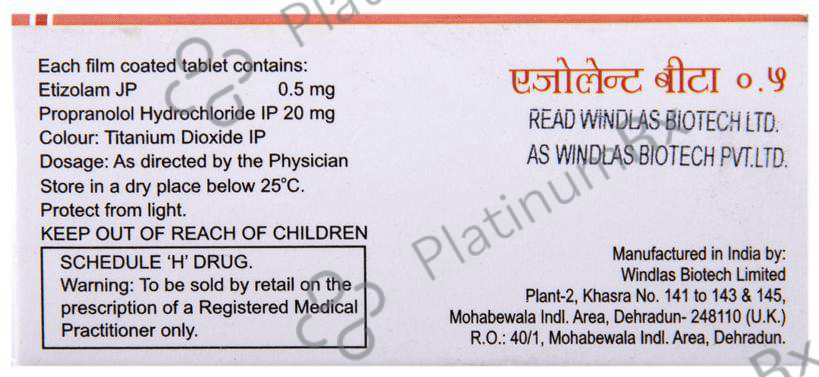 Each film coated tablet contains:
Etizolam JP 0.5 mg
Propranolol Hydrochloride IP 20 mg
Colour: Titanium Dioxide IP
Dosage: As directed by the Physician
Store in a dry place below 25°C.
Protect from light.
KEEP OUT OF REACH OF CHILDREN
SCHEDULE 'H' DRUG.
Warning: To be sold by retail on the
prescription of a Registered Medical
Practitioner only.
एजोलेन्ट बीटा ०.५
READ WINDLAS BIOTECH LTD.
AS WINDLAS BIOTECH PVT.LTD.
Manufactured in India by:
Windlas Biotech Limited
Plant-2, Khasra No. 141 to 143 & 145,
Mohabewala Indl. Area, Dehradun- 248110 (U.K.)
R.O.: 40/1, Mohabewala Indl. Area, Dehradun.
PlatinumRx